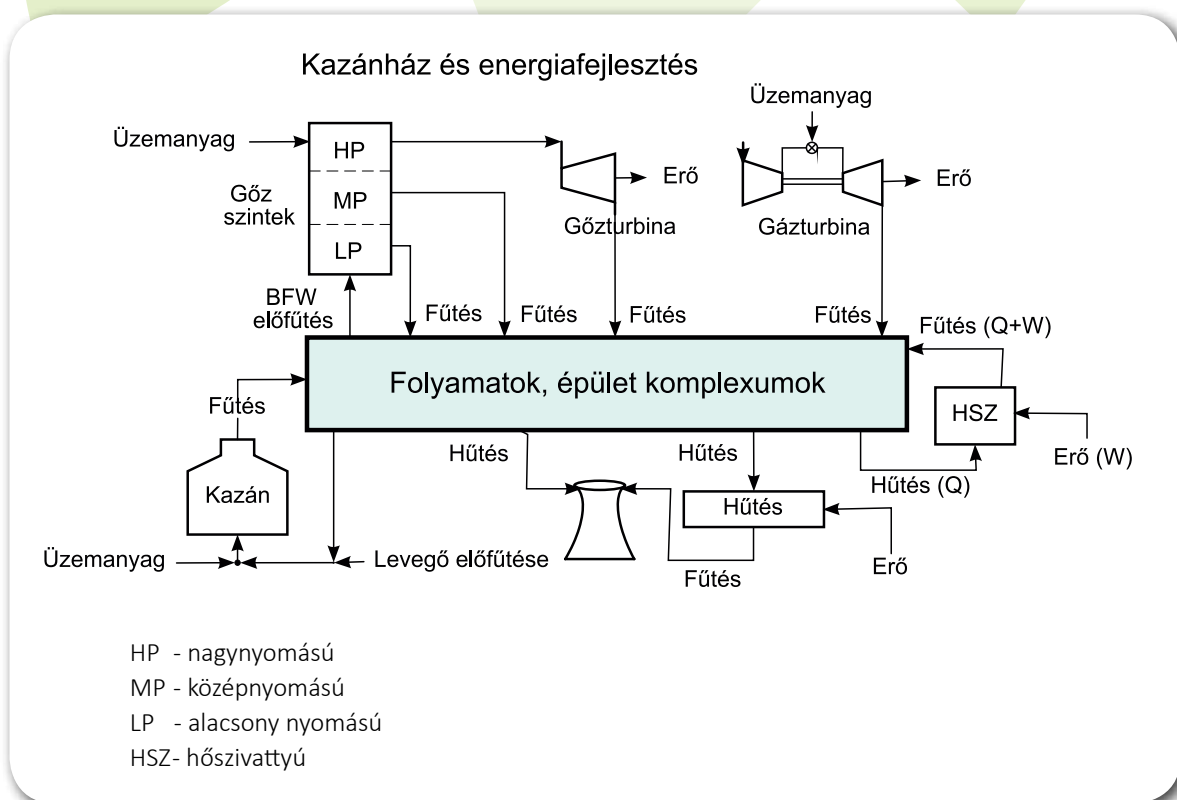 Kazánház és energiafejlesztés
Üzemanyag
Üzemanyag
HP
Erő
Erő
Gőz
szintek
MP
Gőzturbina
Gázturbina
LP
BFW
előfűtés
Fűtés
Fűtés
Fűtés
Fűtés
Fűtés (Q+W)
Folyamatok, épület komplexumok
Fűtés
HSZ
Erő (W)
Hűtés
Hűtés
Hűtés (Q)
Kazán
Hűtés
Üzemanyag
Levegő előfűtése
Fűtés
Erő
HP - nagynyomású
MP - középnyomású
LP - alacsony nyomású
HSZ- hőszivattyú